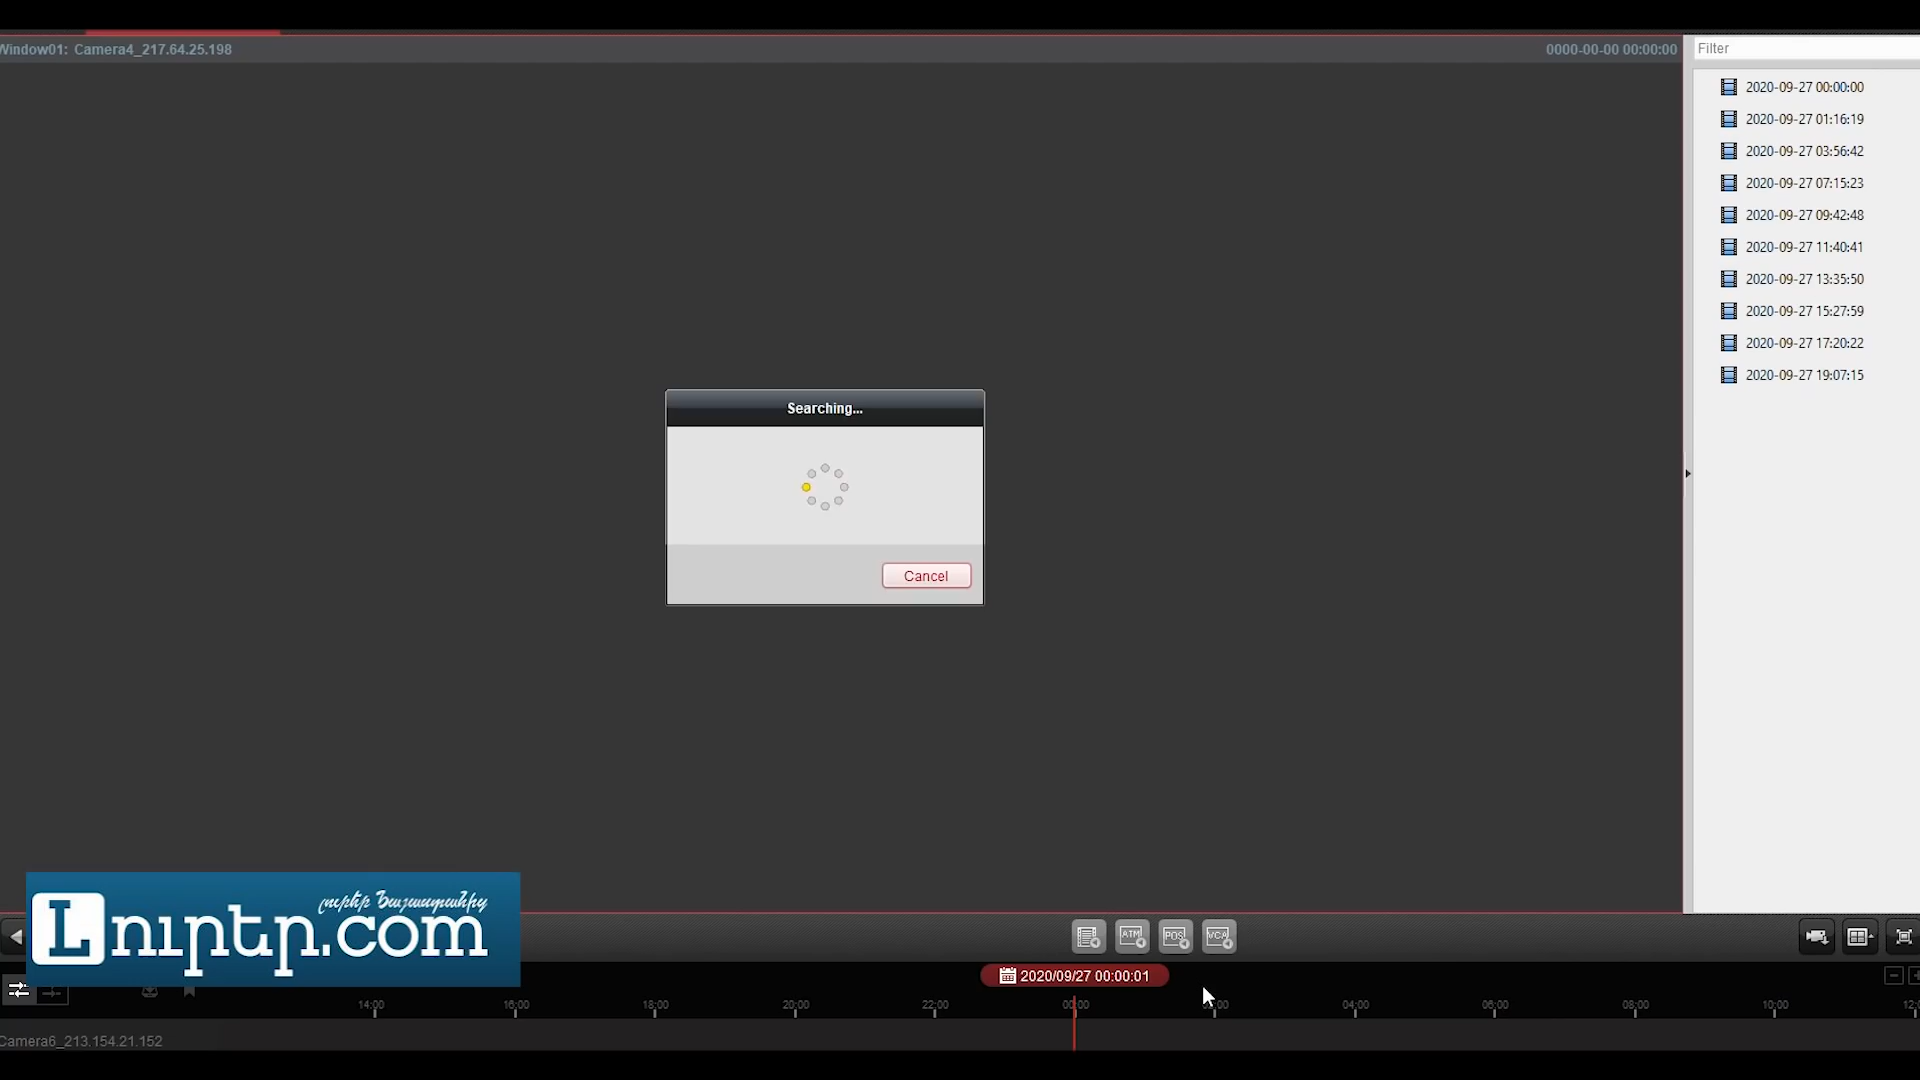 Window01: Camera4_217.64.25.198
0000-00-00 00:00:00
Filter
2020-09-27 00:00:00
2020-09-27 01:16:19
2020-09-27 03:56:42
2020-09-27 07:15:23
2020-09-27 09:42:48
2020-09-27 11:40:41
2020-09-27 13:35:50
2020-09-27 15:27:59
2020-09-27 17:20:22
2020-09-27 19:07:15
Searching...
Cancel
Lուրեր.com
ATM
POS
VCA
2020/09/27 00:00:01
14:00
16:00
18:00
20:00
22:00
00:00
04:00
06:00
08:00
10:00
Camera6_213.154.21.152